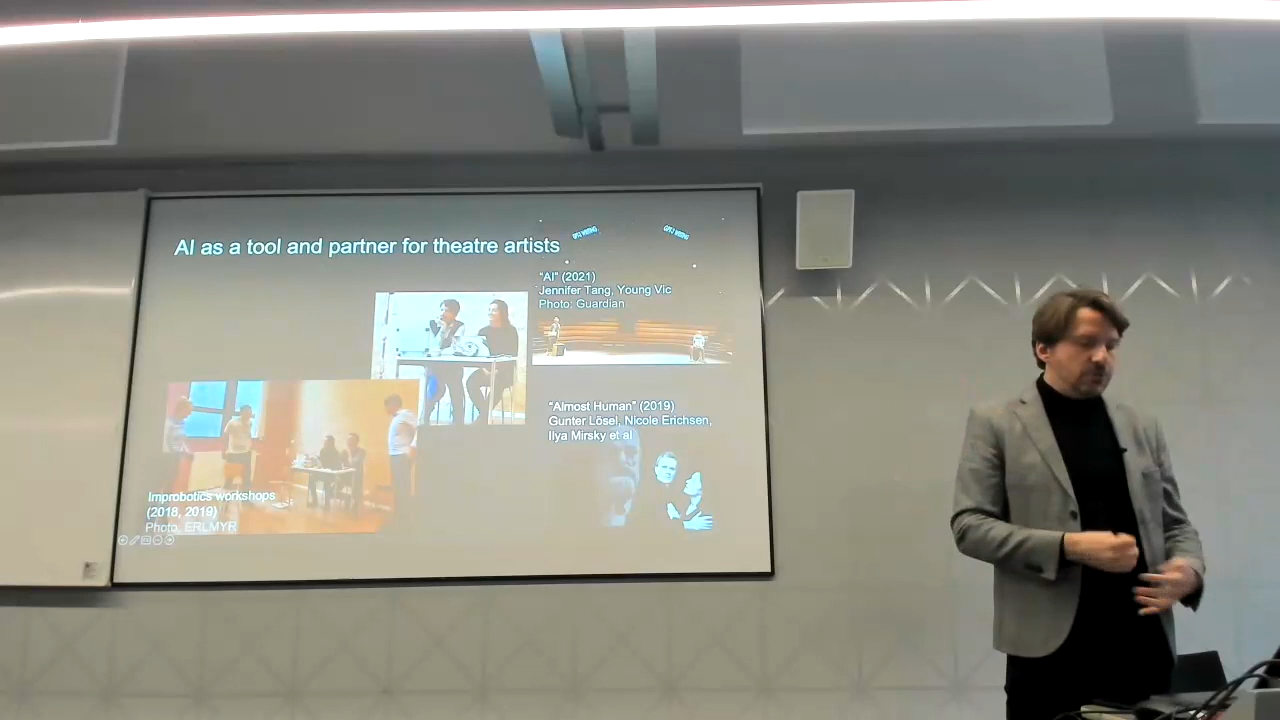 AI as a tool and partner for theatre artists
"AI" (2021)
Jennifer Tang, Young Vic
Photo: Guardian
"Almost Human" (2019)
Gunter Lösel, Nicole Erichsen,
Ilya Mirsky et al
Improbotics workshops
(2018, 2019)
Photo, ERLMYR